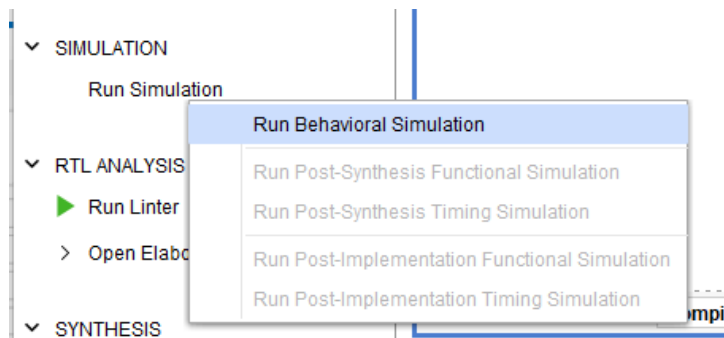 SIMULATION
Run Simulation
Run Behavioral Simulation
Run Post-Synthesis Functional Simulation
Run Post-Synthesis Timing Simulation
Run Post-Implementation Functional Simulation
Run Post-Implementation Timing Simulation
RTL ANALYSIS
Run Linter
Open Elabo
SYNTHESIS